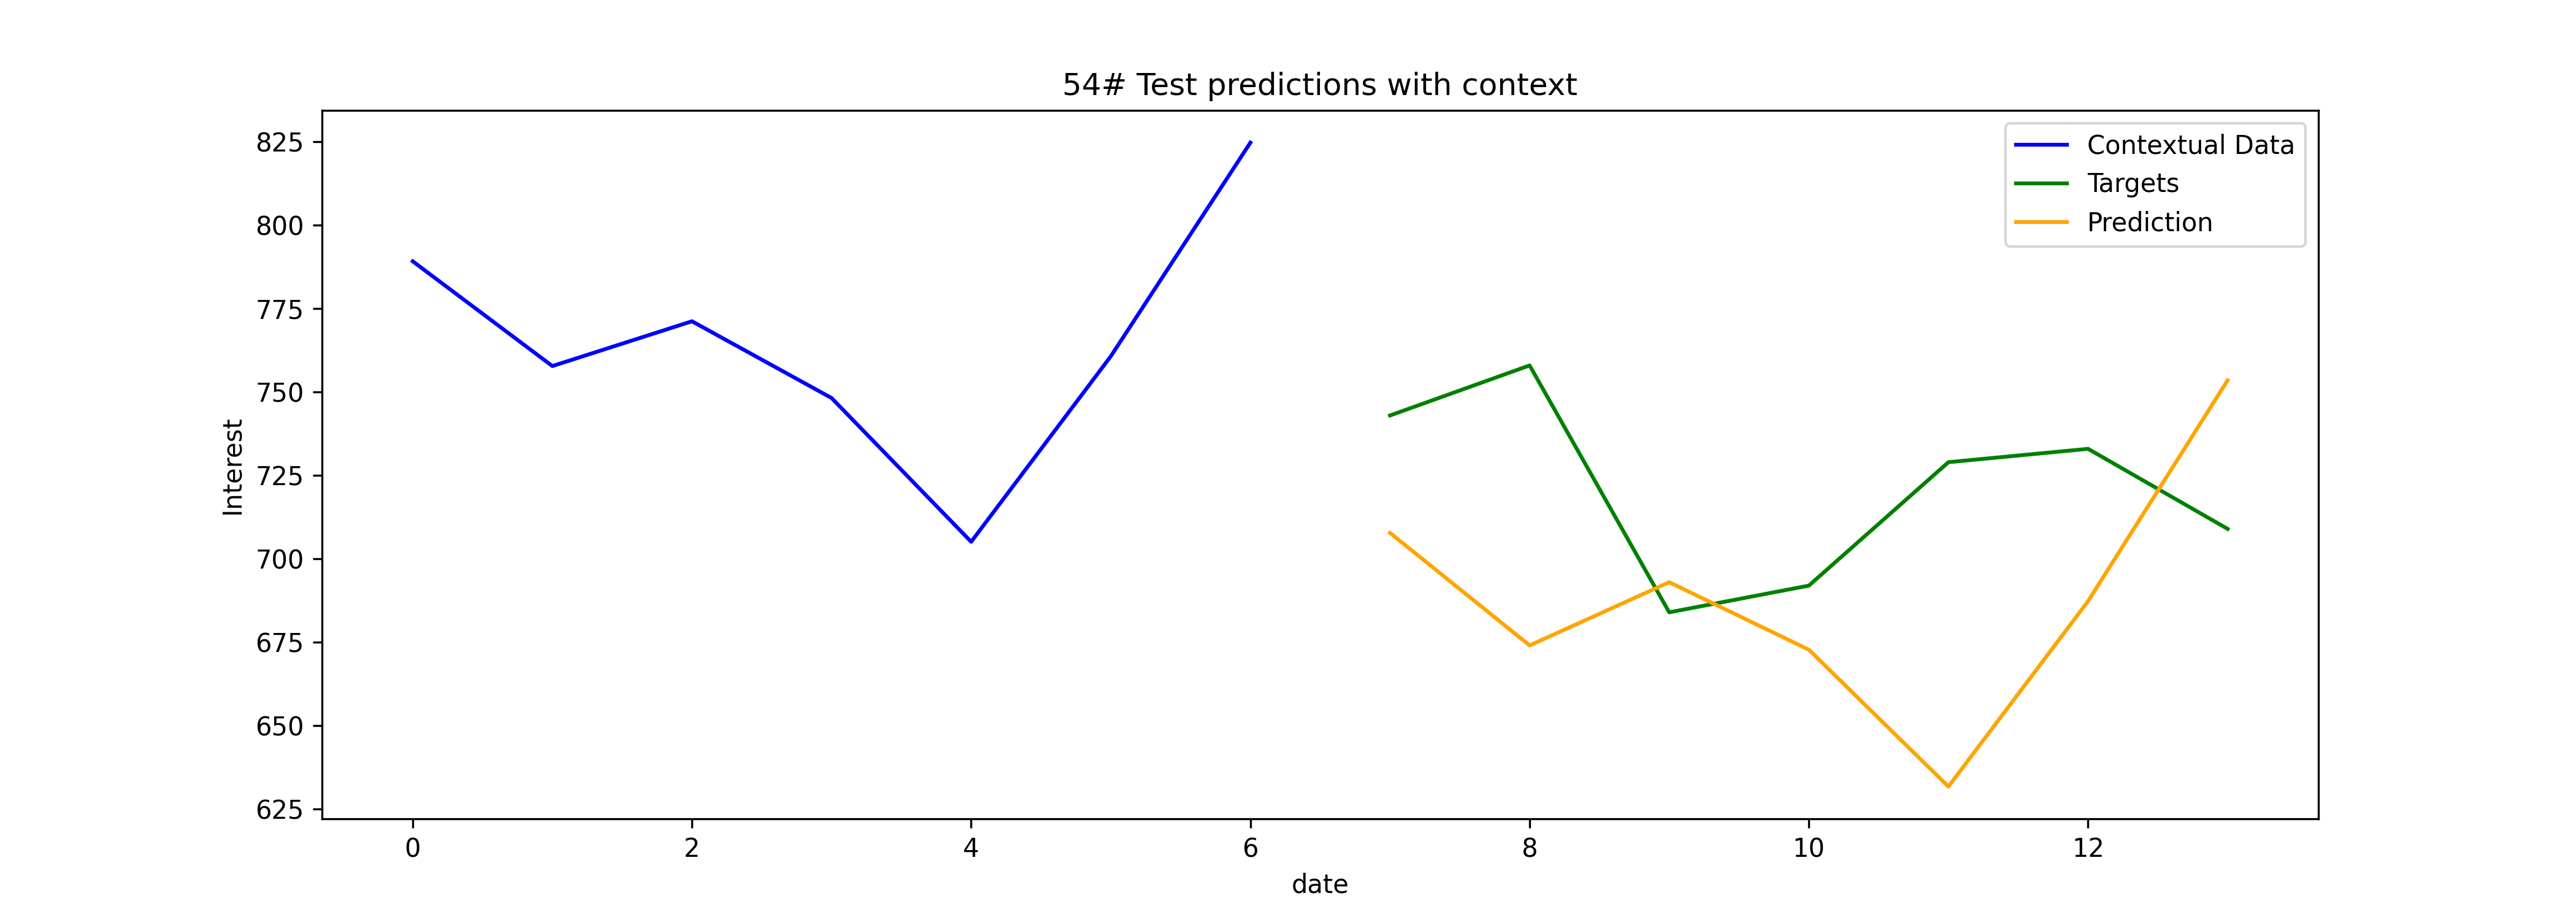 54# Test predictions with context
Contextual Data
Targets
Prediction
825
800
775
750
725
700
675
650
625
Interest
0 2 4 6 8 10 12
date